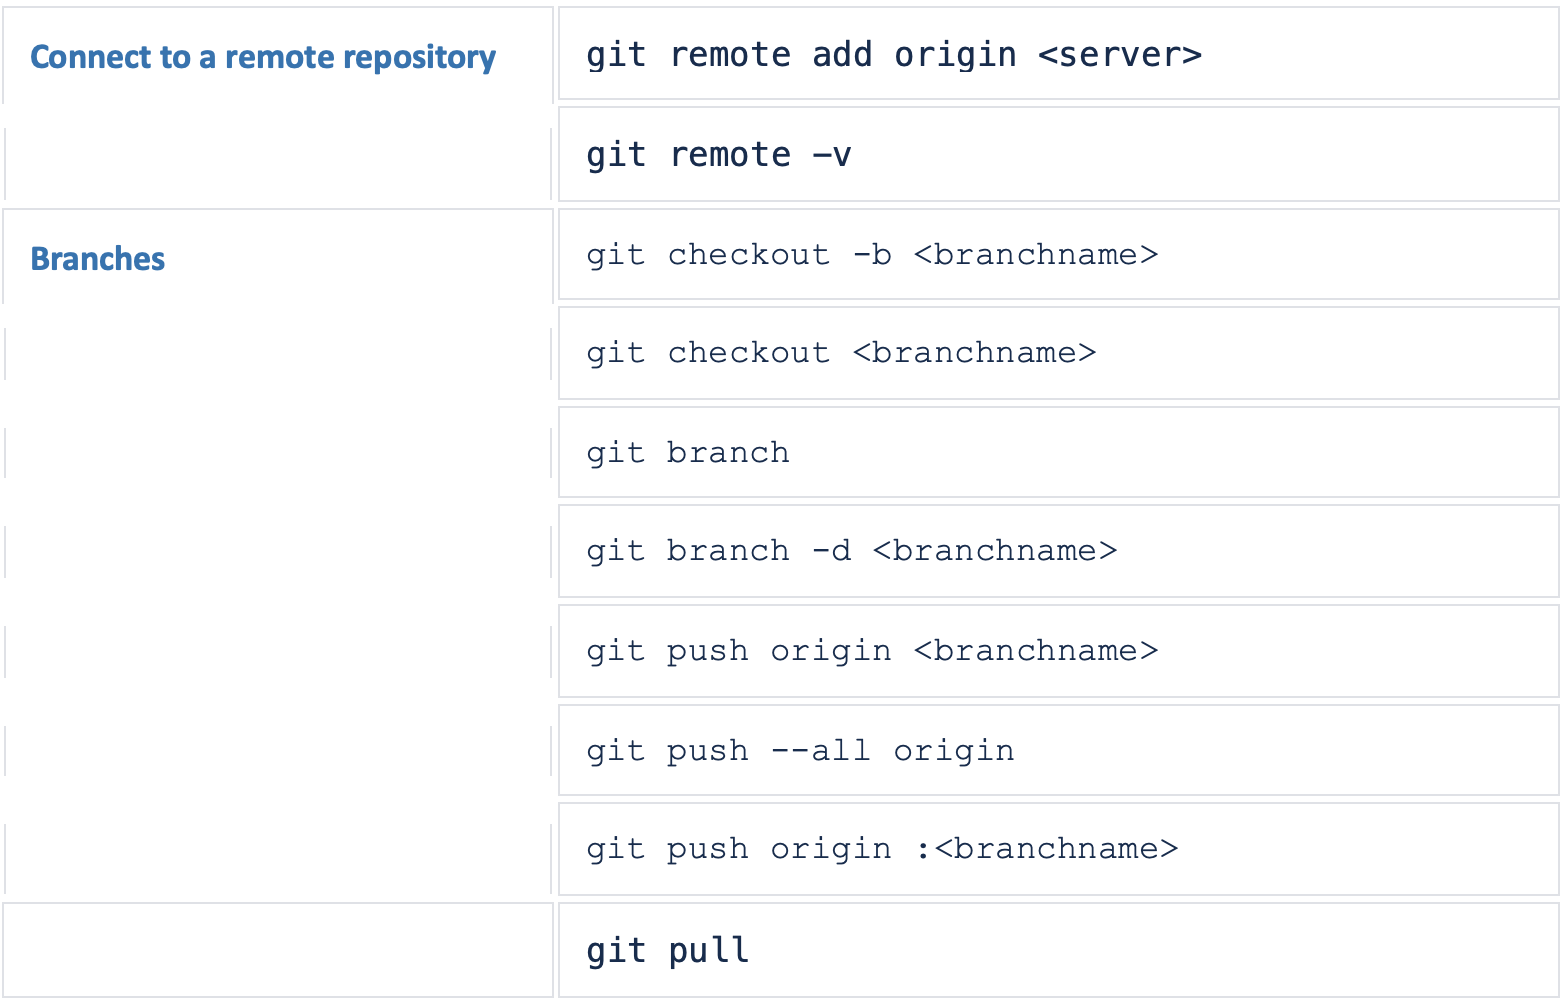 Connect to a remote repository
git remote add origin <server>
git remote -v
Branches
git checkout -b <branchname>
git checkout <branchname>
git branch
git branch -d <branchname>
git push origin <branchname>
git push --all origin
git push origin :<branchname>
git pull